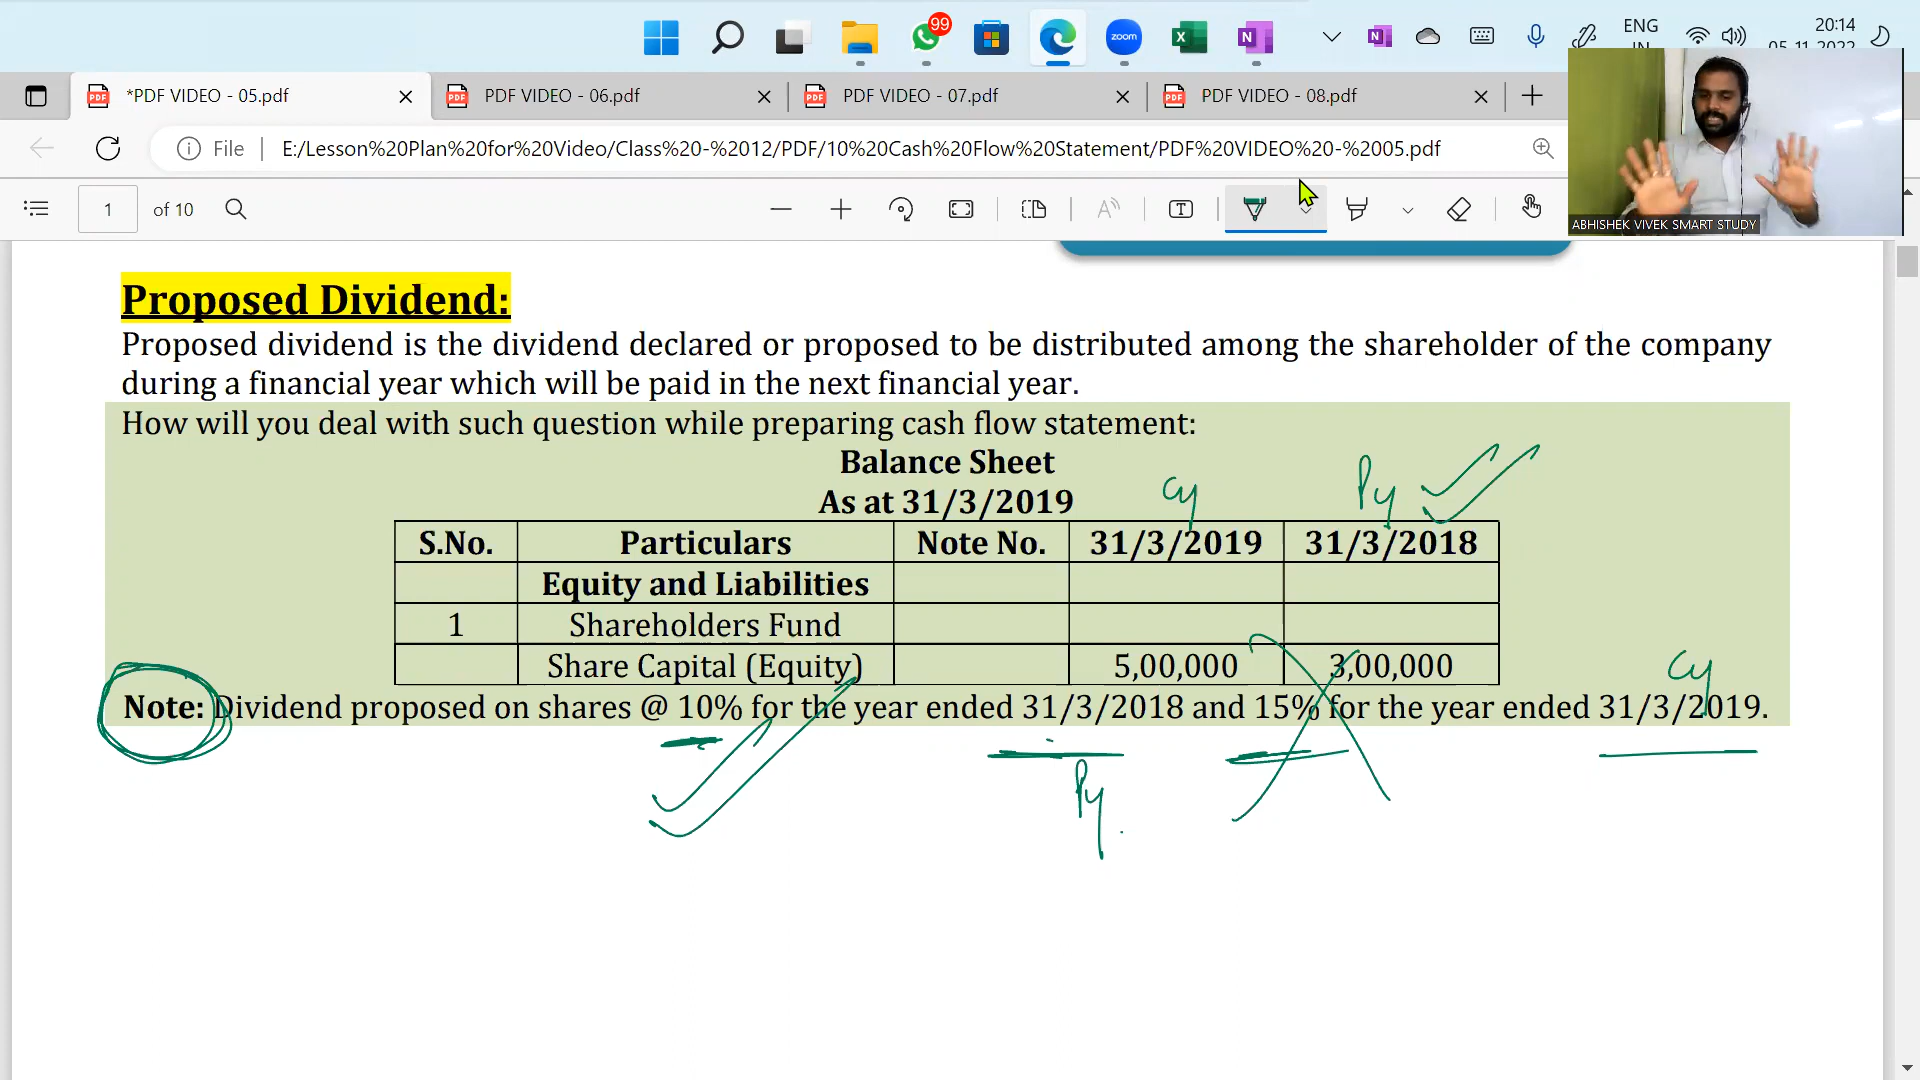 99
zoom
ENG
IN
20:14
05-11-2022
*PDF VIDEO - 05.pdf
PDF VIDEO - 06.pdf
PDF VIDEO - 07.pdf
PDF VIDEO - 08.pdf
File
E:/Lesson%20Plan%20for%20Video/Class%20-%2012/PDF/10%20Cash%20Flow%20Statement/PDF%20VIDEO%20-%2005.pdf
1 of 10
ABHISHEK VIVEK SMART STUDY
Proposed Dividend:
Proposed dividend is the dividend declared or proposed to be distributed among the shareholder of the company
during a financial year which will be paid in the next financial year.
How will you deal with such question while preparing cash flow statement:
Balance Sheet
As at 31/3/2019
Cy Py
S.No. Particulars Note No. 31/3/2019 31/3/2018
Equity and Liabilities
1 Shareholders Fund
Share Capital (Equity) 5,00,000 3,00,000
Cy
Note: Dividend proposed on shares @ 10% for the year ended 31/3/2018 and 15% for the year ended 31/3/2019.
Py